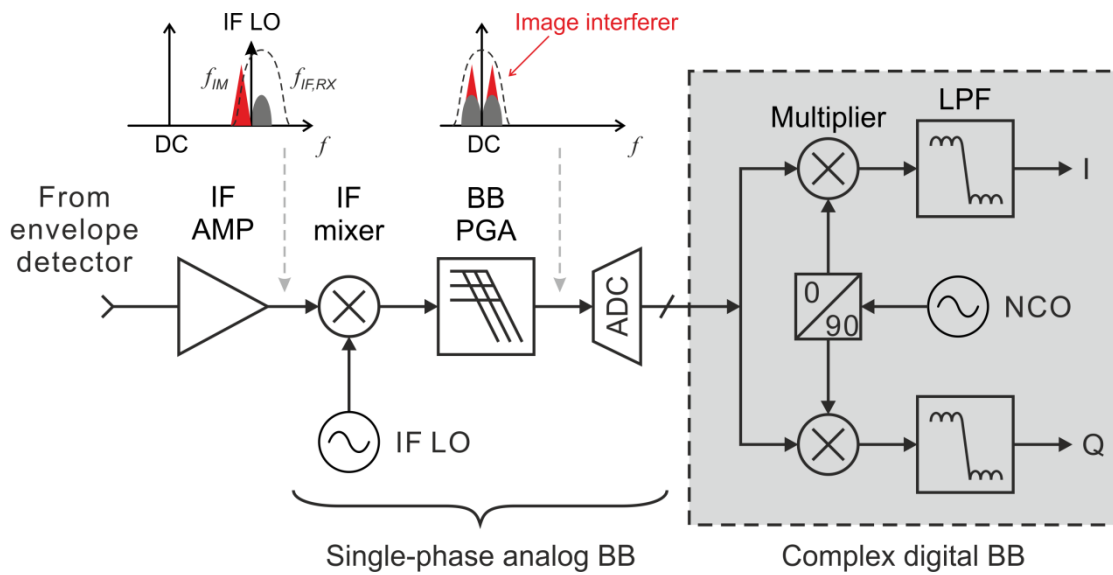 Image interferer
IF LO
f_IM
f_IF,RX
DC
f
DC
f
Multiplier
LPF
I
From
envelope
detector
IF
AMP
IF
mixer
BB
PGA
ADC
0
90
NCO
IF LO
Q
Single-phase analog BB
Complex digital BB